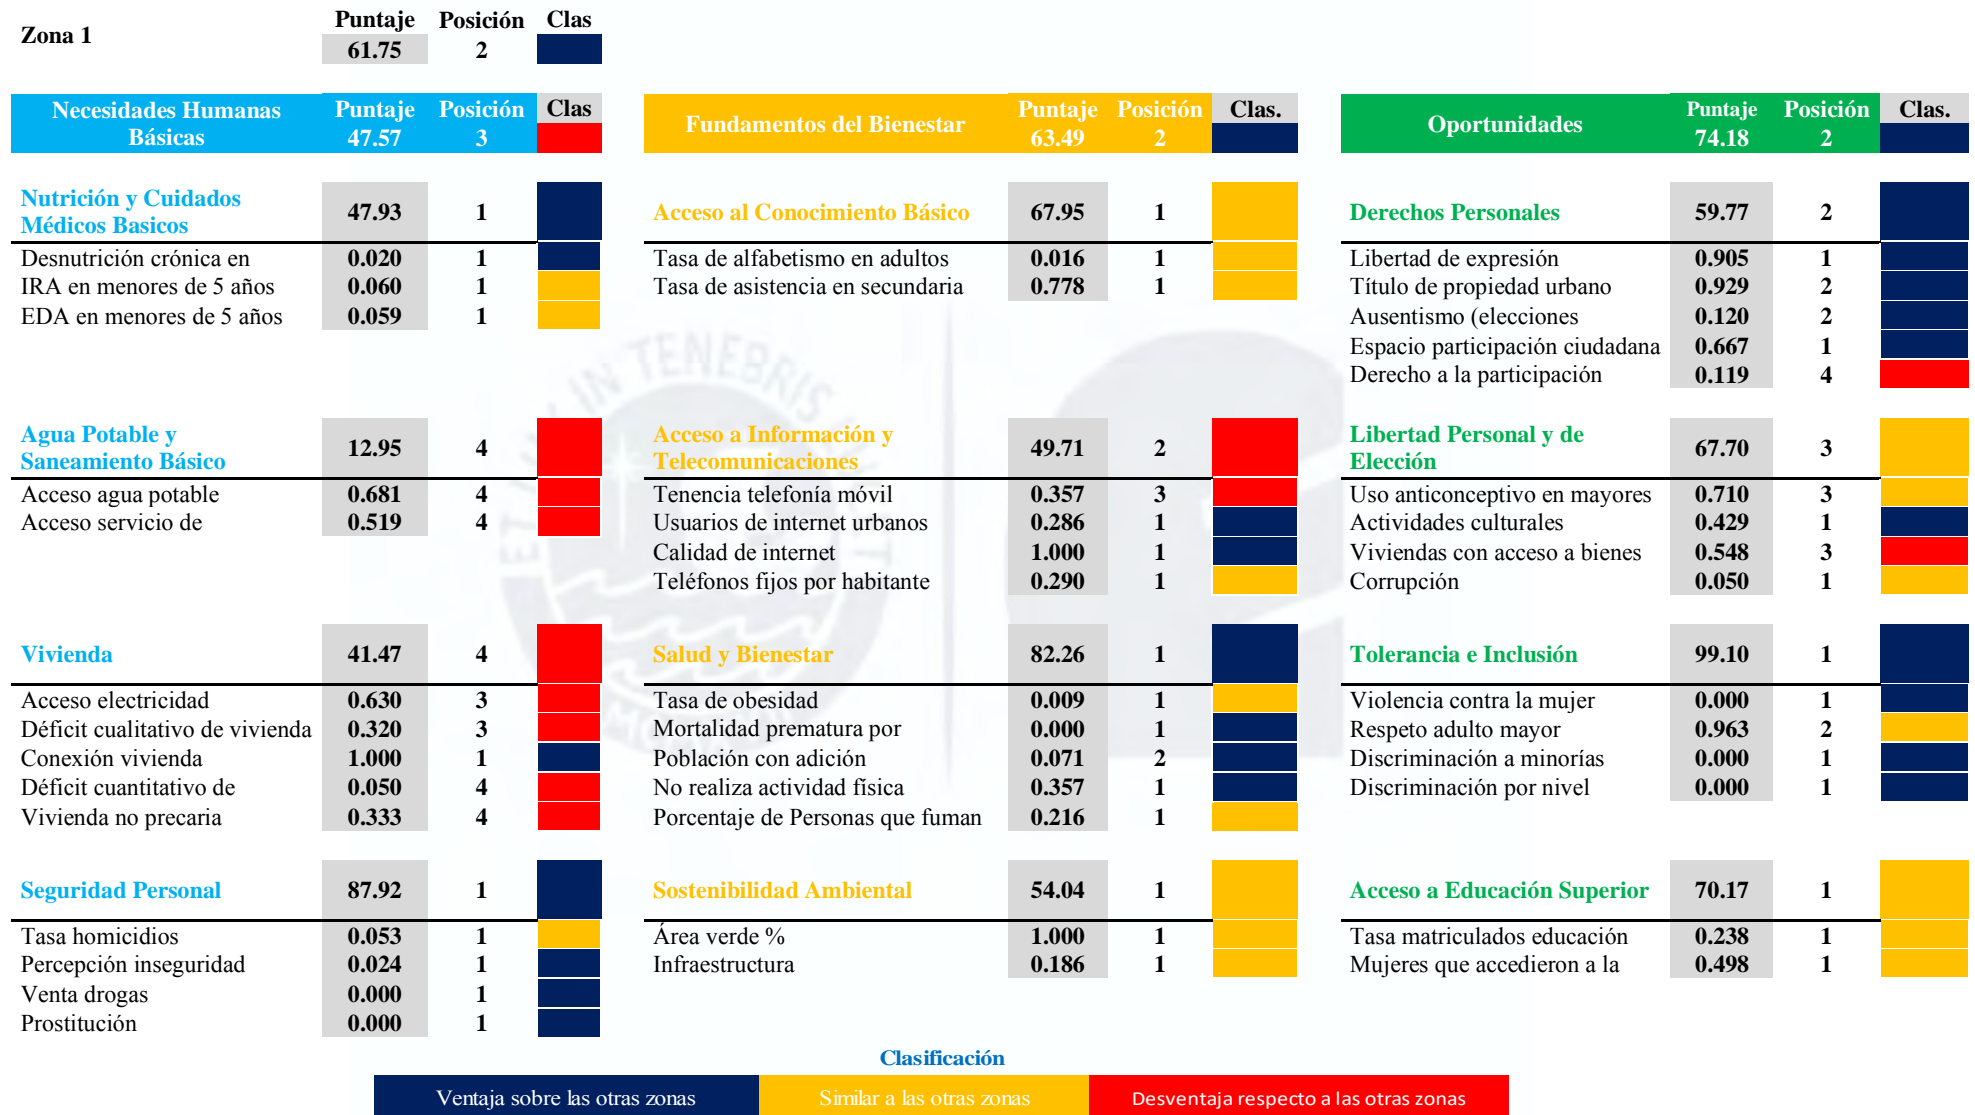 Zona 1 Puntaje Posición Clas
61.75 2
Necesidades Humanas Básicas Puntaje Posición Clas
47.57 3
Nutrición y Cuidados Médicos Basicos 47.93 1
Desnutrición crónica en 0.020 1
IRA en menores de 5 años 0.060 1
EDA en menores de 5 años 0.059 1
Agua Potable y Saneamiento Básico 12.95 4
Acceso agua potable 0.681 4
Acceso servicio de 0.519 4
Vivienda 41.47 4
Acceso electricidad 0.630 3
Déficit cualitativo de vivienda 0.320 3
Conexión vivienda 1.000 1
Déficit cuantitativo de 0.050 4
Vivienda no precaria 0.333 4
Seguridad Personal 87.92 1
Tasa homicidios 0.053 1
Percepción inseguridad 0.024 1
Venta drogas 0.000 1
Prostitución 0.000 1
Fundamentos del Bienestar Puntaje Posición Clas.
63.49 2
Acceso al Conocimiento Básico 67.95 1
Tasa de alfabetismo en adultos 0.016 1
Tasa de asistencia en secundaria 0.778 1
Acceso a Información y Telecomunicaciones 49.71 2
Tenencia telefonía móvil 0.357 3
Usuarios de internet urbanos 0.286 1
Calidad de internet 1.000 1
Teléfonos fijos por habitante 0.290 1
Salud y Bienestar 82.26 1
Tasa de obesidad 0.009 1
Mortalidad prematura por 0.000 1
Población con adición 0.071 2
No realiza actividad física 0.357 1
Porcentaje de Personas que fuman 0.216 1
Sostenibilidad Ambiental 54.04 1
Área verde % 1.000 1
Infraestructura 0.186 1
Oportunidades Puntaje Posición Clas.
74.18 2
Derechos Personales 59.77 2
Libertad de expresión 0.905 1
Título de propiedad urbano 0.929 2
Ausentismo (elecciones 0.120 2
Espacio participación ciudadana 0.667 1
Derecho a la participación 0.119 4
Libertad Personal y de Elección 67.70 3
Uso anticonceptivo en mayores 0.710 3
Actividades culturales 0.429 1
Viviendas con acceso a bienes 0.548 3
Corrupción 0.050 1
Tolerancia e Inclusión 99.10 1
Violencia contra la mujer 0.000 1
Respeto adulto mayor 0.963 2
Discriminación a minorías 0.000 1
Discriminación por nivel 0.000 1
Acceso a Educación Superior 70.17 1
Tasa matriculados educación 0.238 1
Mujeres que accedieron a la 0.498 1
Clasificación
Ventaja sobre las otras zonas Similar a las otras zonas Desventaja respecto a las otras zonas
ET LUX IN TENEBRIS LUCET